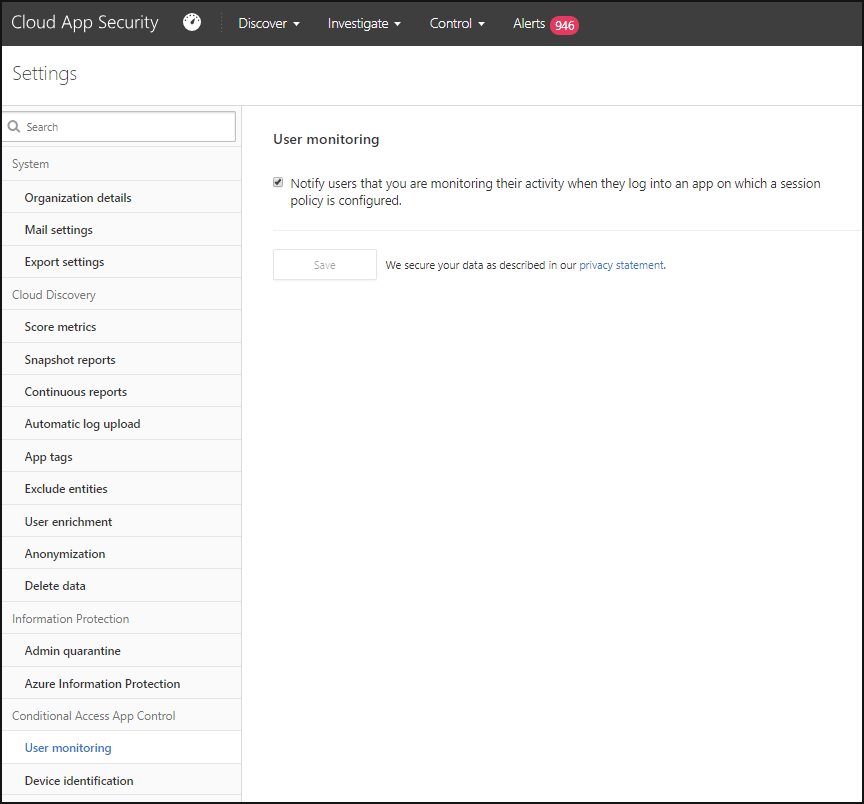 Cloud App Security Discover Investigate Control Alerts 946
Settings
Search
System
Organization details
Mail settings
Export settings
Cloud Discovery
Score metrics
Snapshot reports
Continuous reports
Automatic log upload
App tags
Exclude entities
User enrichment
Anonymization
Delete data
Information Protection
Admin quarantine
Azure Information Protection
Conditional Access App Control
User monitoring
Device identification
User monitoring
Notify users that you are monitoring their activity when they log into an app on which a session
policy is configured.
Save We secure your data as described in our privacy statement.